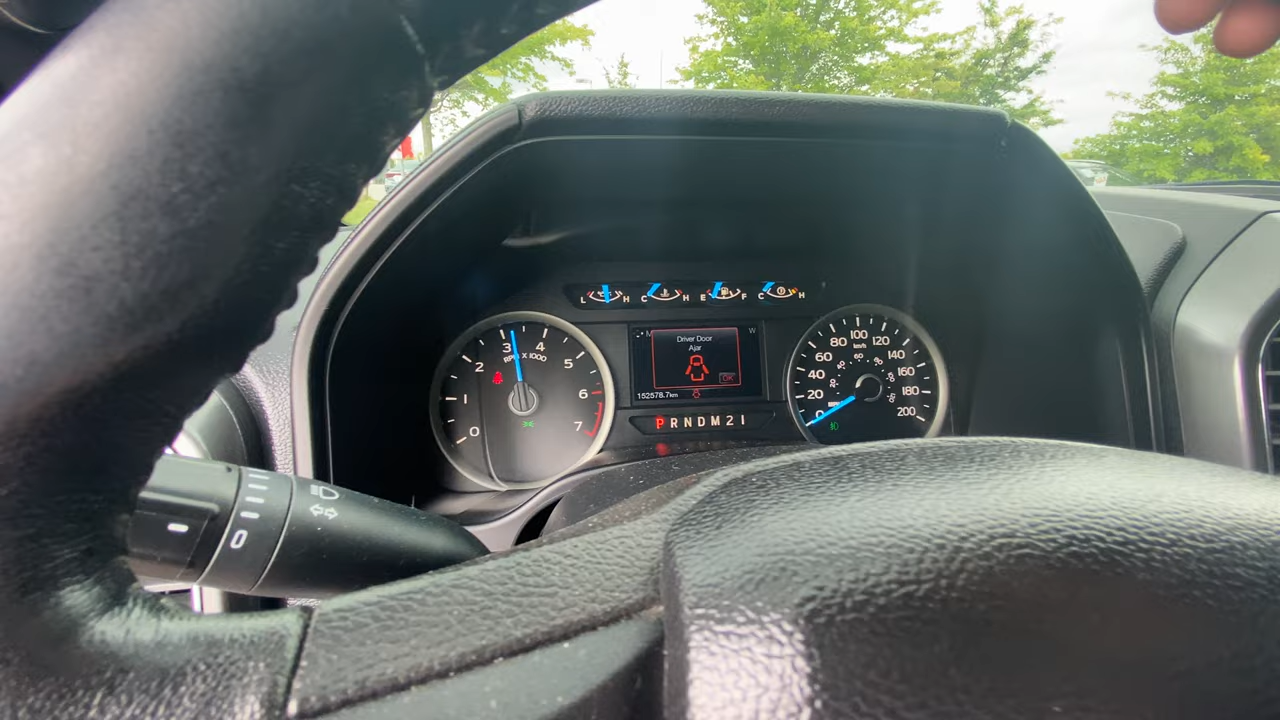 L H C H E F C H
0 1 2 3 4 5 6 7
RPM X 1000
W
Driver Door
Ajar
OK
152578.7km
P R N D M 2 1
0 20 40 60 80 100 120 140 160 180 200
km/h
0